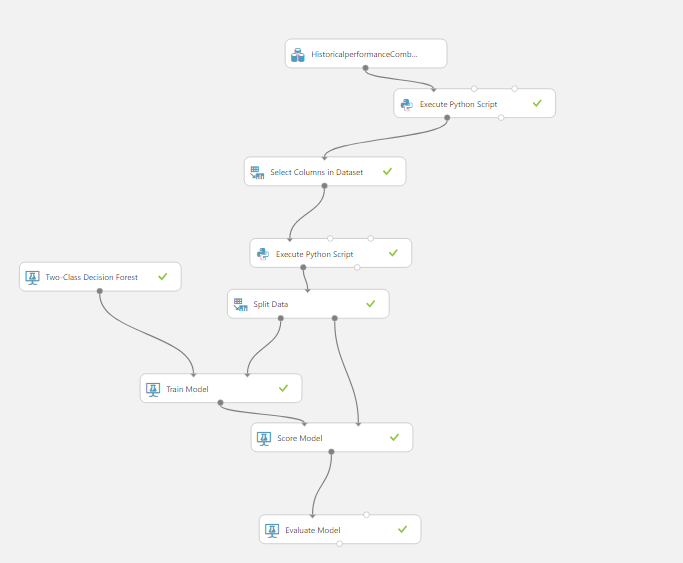 HistoricalperformanceComb...
Execute Python Script
Select Columns in Dataset
Execute Python Script
Two-Class Decision Forest
Split Data
Train Model
Score Model
Evaluate Model